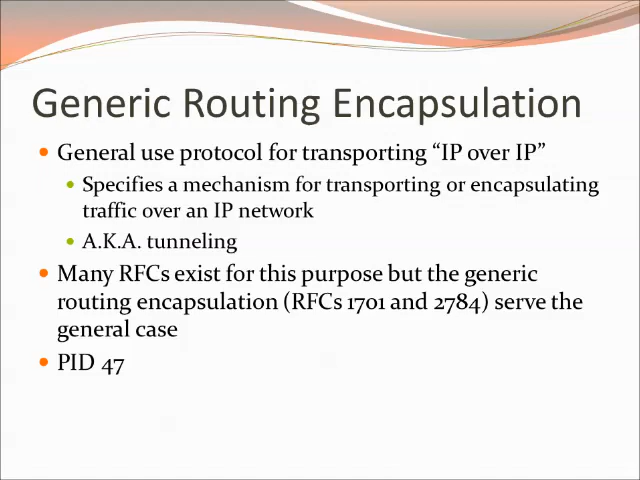 Generic Routing Encapsulation
• General use protocol for transporting “IP over IP”
• Specifies a mechanism for transporting or encapsulating
traffic over an IP network
• A.K.A. tunneling
• Many RFCs exist for this purpose but the generic
routing encapsulation (RFCs 1701 and 2784) serve the
general case
• PID 47